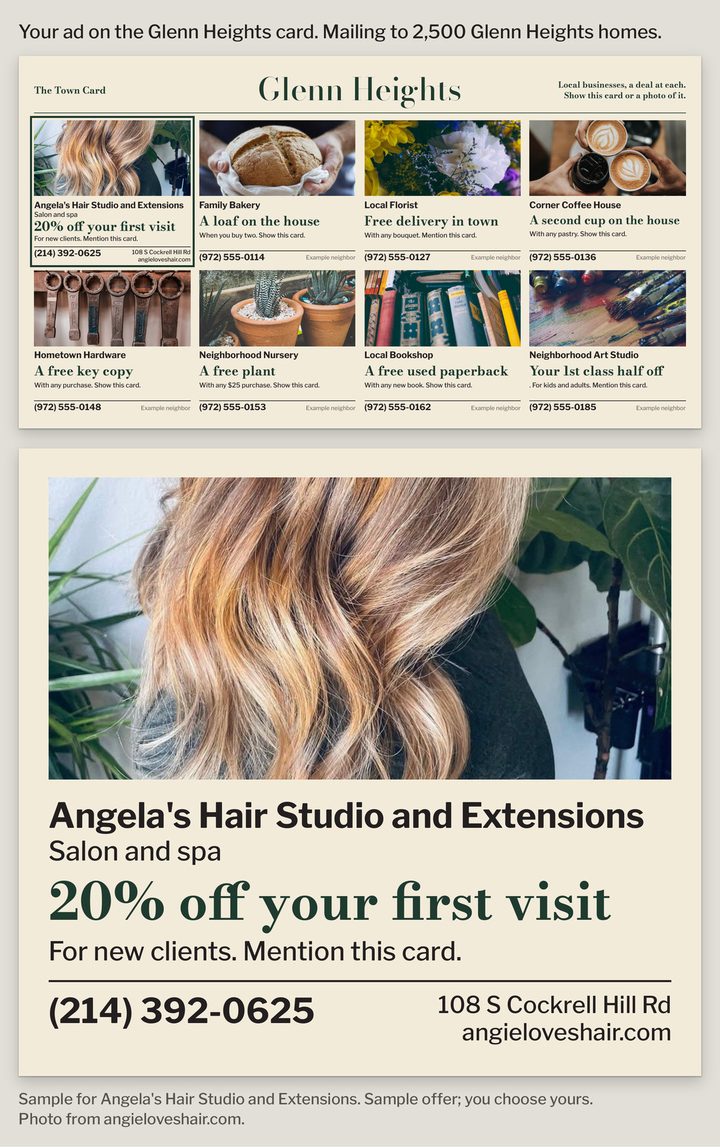 Your ad on the Glenn Heights card. Mailing to 2,500 Glenn Heights homes.
The Town Card
Glenn Heights
Local businesses, a deal at each.
Show this card or a photo of it.
Angela's Hair Studio and Extensions
Salon and spa
20% off your first visit
For new clients. Mention this card.
(214) 392-0625
108 S Cockrell Hill Rd
angieloveshair.com
Family Bakery
A loaf on the house
When you buy two. Show this card.
(972) 555-0114
Example neighbor
Local Florist
Free delivery in town
With any bouquet. Mention this card.
(972) 555-0127
Example neighbor
Corner Coffee House
A second cup on the house
With any pastry. Show this card.
(972) 555-0136
Example neighbor
Hometown Hardware
A free key copy
With any purchase. Show this card.
(972) 555-0148
Example neighbor
Neighborhood Nursery
A free plant
With any $25 purchase. Show this card.
(972) 555-0153
Example neighbor
Local Bookshop
A free used paperback
With any new book. Show this card.
(972) 555-0162
Example neighbor
Neighborhood Art Studio
Your 1st class half off
. For kids and adults. Mention this card.
(972) 555-0185
Example neighbor
Angela's Hair Studio and Extensions
Salon and spa
20% off your first visit
For new clients. Mention this card.
(214) 392-0625
108 S Cockrell Hill Rd
angieloveshair.com
Sample for Angela's Hair Studio and Extensions. Sample offer; you choose yours.
Photo from angieloveshair.com.